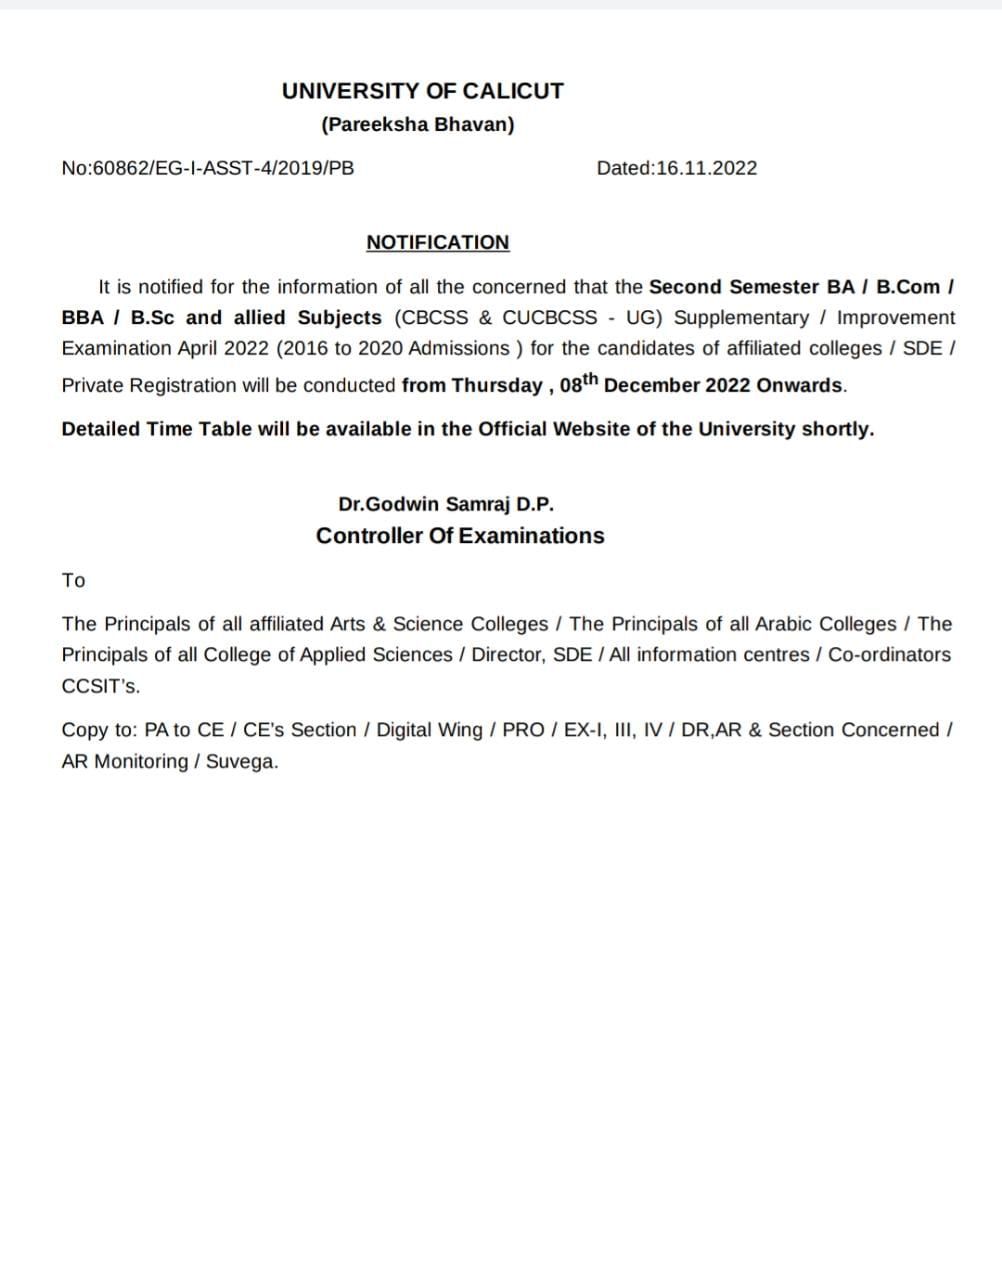 UNIVERSITY OF CALICUT
(Pareeksha Bhavan)
No:60862/EG-I-ASST-4/2019/PB Dated:16.11.2022
NOTIFICATION
It is notified for the information of all the concerned that the Second Semester BA / B.Com /
BBA / B.Sc and allied Subjects (CBCSS & CUCBCSS - UG) Supplementary / Improvement
Examination April 2022 (2016 to 2020 Admissions ) for the candidates of affiliated colleges / SDE /
Private Registration will be conducted from Thursday , 08th December 2022 Onwards.
Detailed Time Table will be available in the Official Website of the University shortly.
Dr.Godwin Samraj D.P.
Controller Of Examinations
To
The Principals of all affiliated Arts & Science Colleges / The Principals of all Arabic Colleges / The
Principals of all College of Applied Sciences / Director, SDE / All information centres / Co-ordinators
CCSIT's.
Copy to: PA to CE / CE's Section / Digital Wing / PRO / EX-I, III, IV / DR,AR & Section Concerned /
AR Monitoring / Suvega.